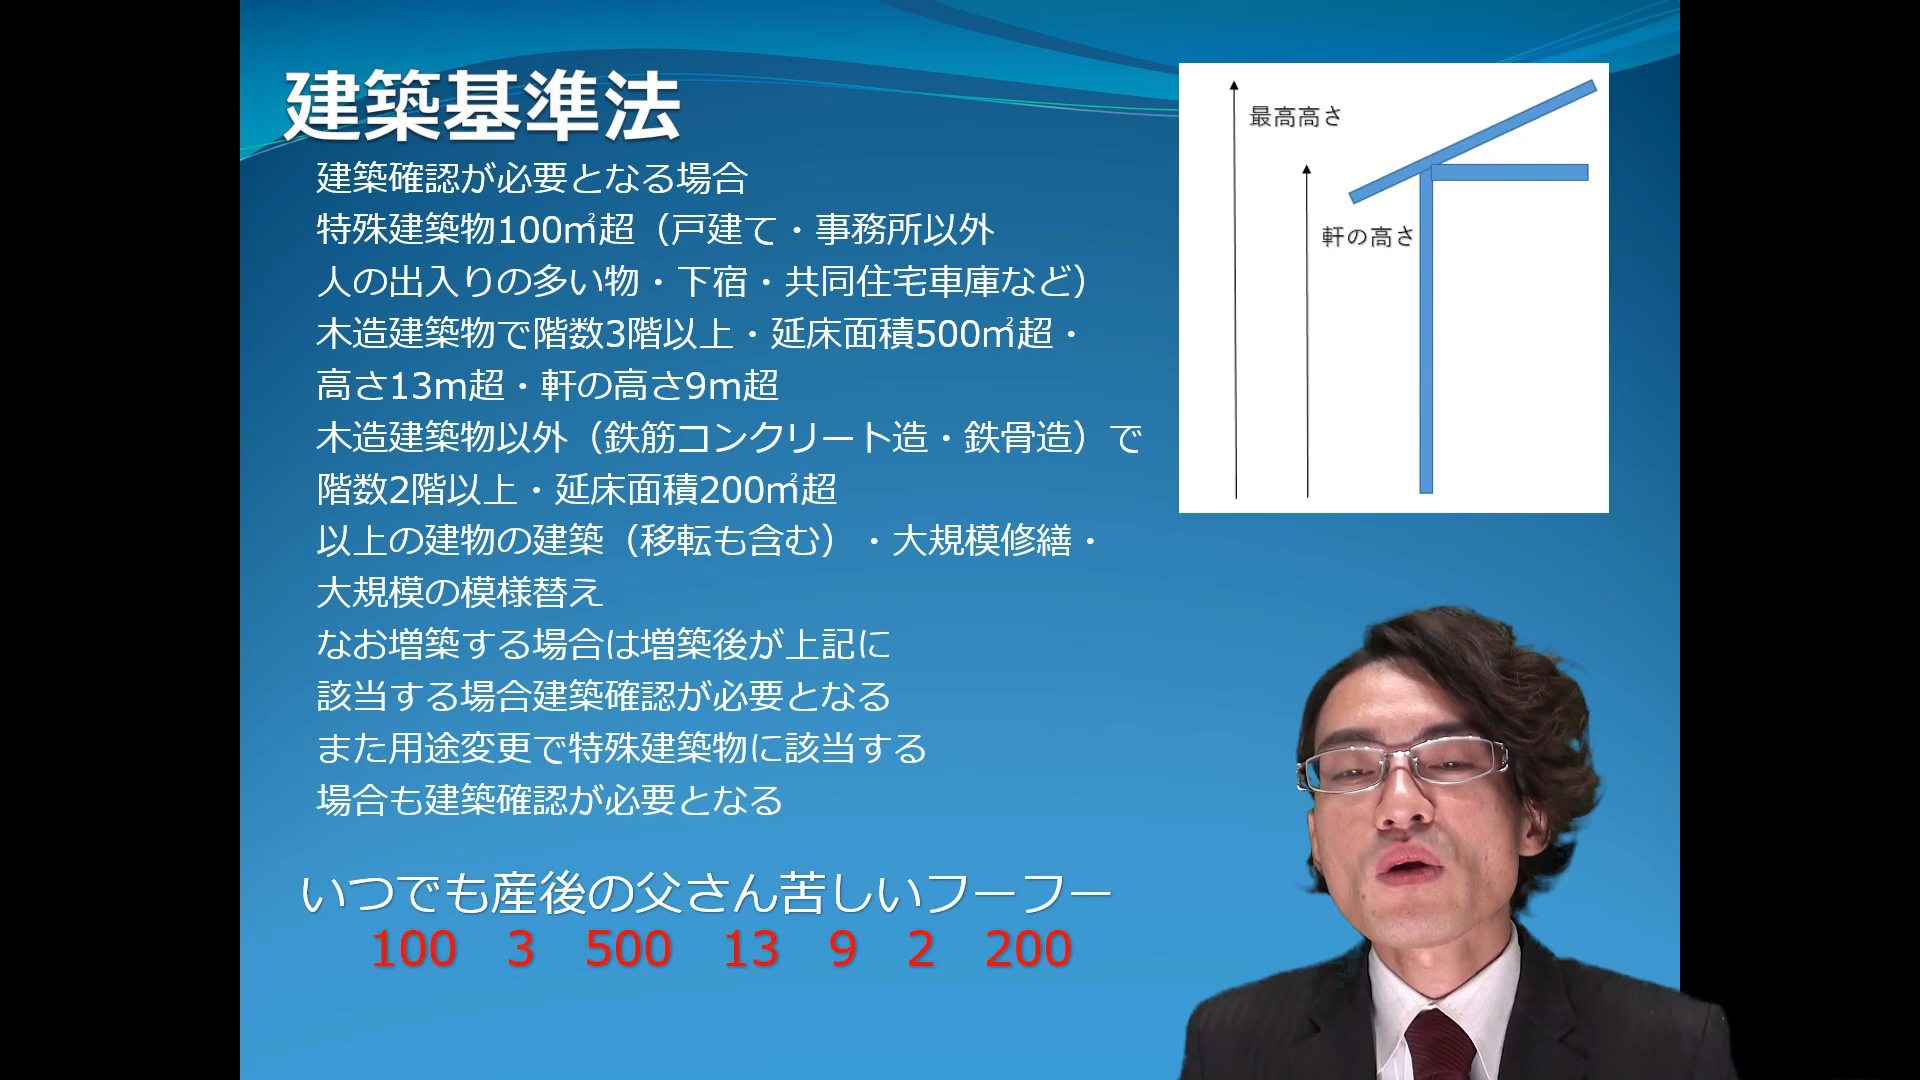 建築基準法
建築確認が必要となる場合
特殊建築物100㎡超（戸建て・事務所以外
人の出入りの多い物・下宿・共同住宅車庫など）
木造建築物で階数3階以上・延床面積500㎡超・
高さ13m超・軒の高さ9m超
木造建築物以外（鉄筋コンクリート造・鉄骨造）で
階数2階以上・延床面積200㎡超
以上の建物の建築（移転も含む）・大規模修繕・
大規模の模様替え
なお増築する場合は増築後が上記に
該当する場合建築確認が必要となる
また用途変更で特殊建築物に該当する
場合も建築確認が必要となる
いつでも産後の父さん苦しいフーフー
100 3 500 13 9 2 200
最高高さ
軒の高さ